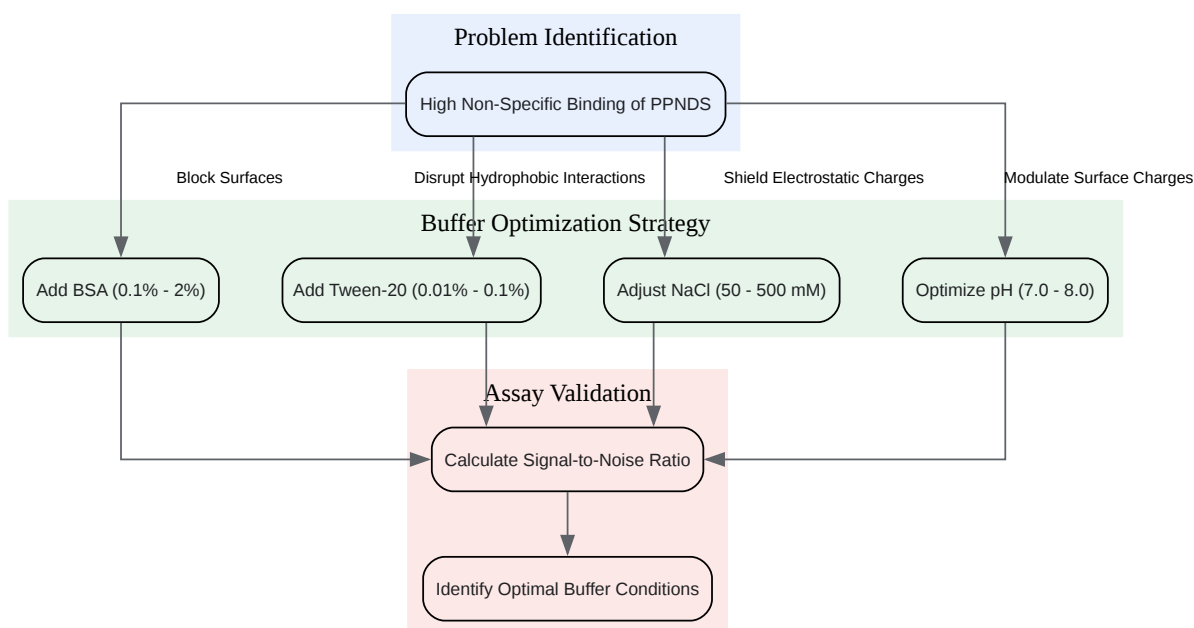 Problem Identification
High Non-Specific Binding of PPNDS
Block Surfaces
Disrupt Hydrophobic Interactions
Shield Electrostatic Charges
Modulate Surface Charges
Buffer Optimization Strategy
Add BSA (0.1% - 2%)
Add Tween-20 (0.01% - 0.1%)
Adjust NaCl (50 - 500 mM)
Optimize pH (7.0 - 8.0)
Assay Validation
Calculate Signal-to-Noise Ratio
Identify Optimal Buffer Conditions